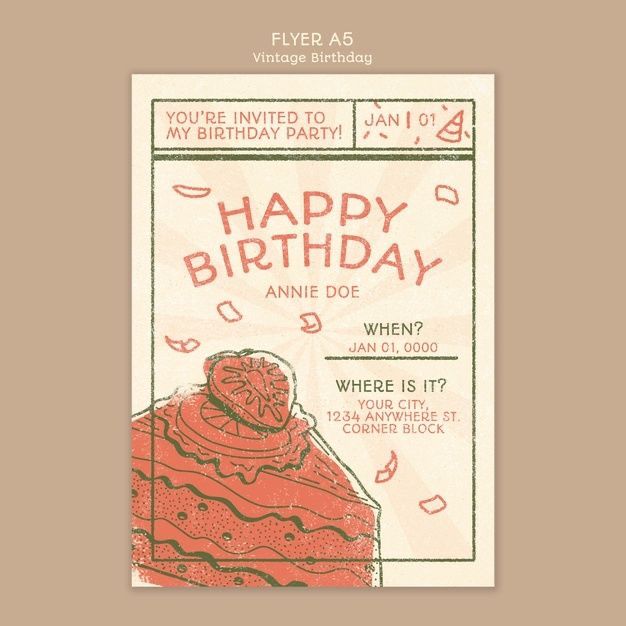 FLYER A5
Vintage Birthday
YOU'RE INVITED TO
MY BIRTHDAY PARTY!
JAN | 01
HAPPY
BIRTHDAY
ANNIE DOE
WHEN?
JAN 01, 0000
WHERE IS IT?
YOUR CITY,
1234 ANYWHERE ST.
CORNER BLOCK